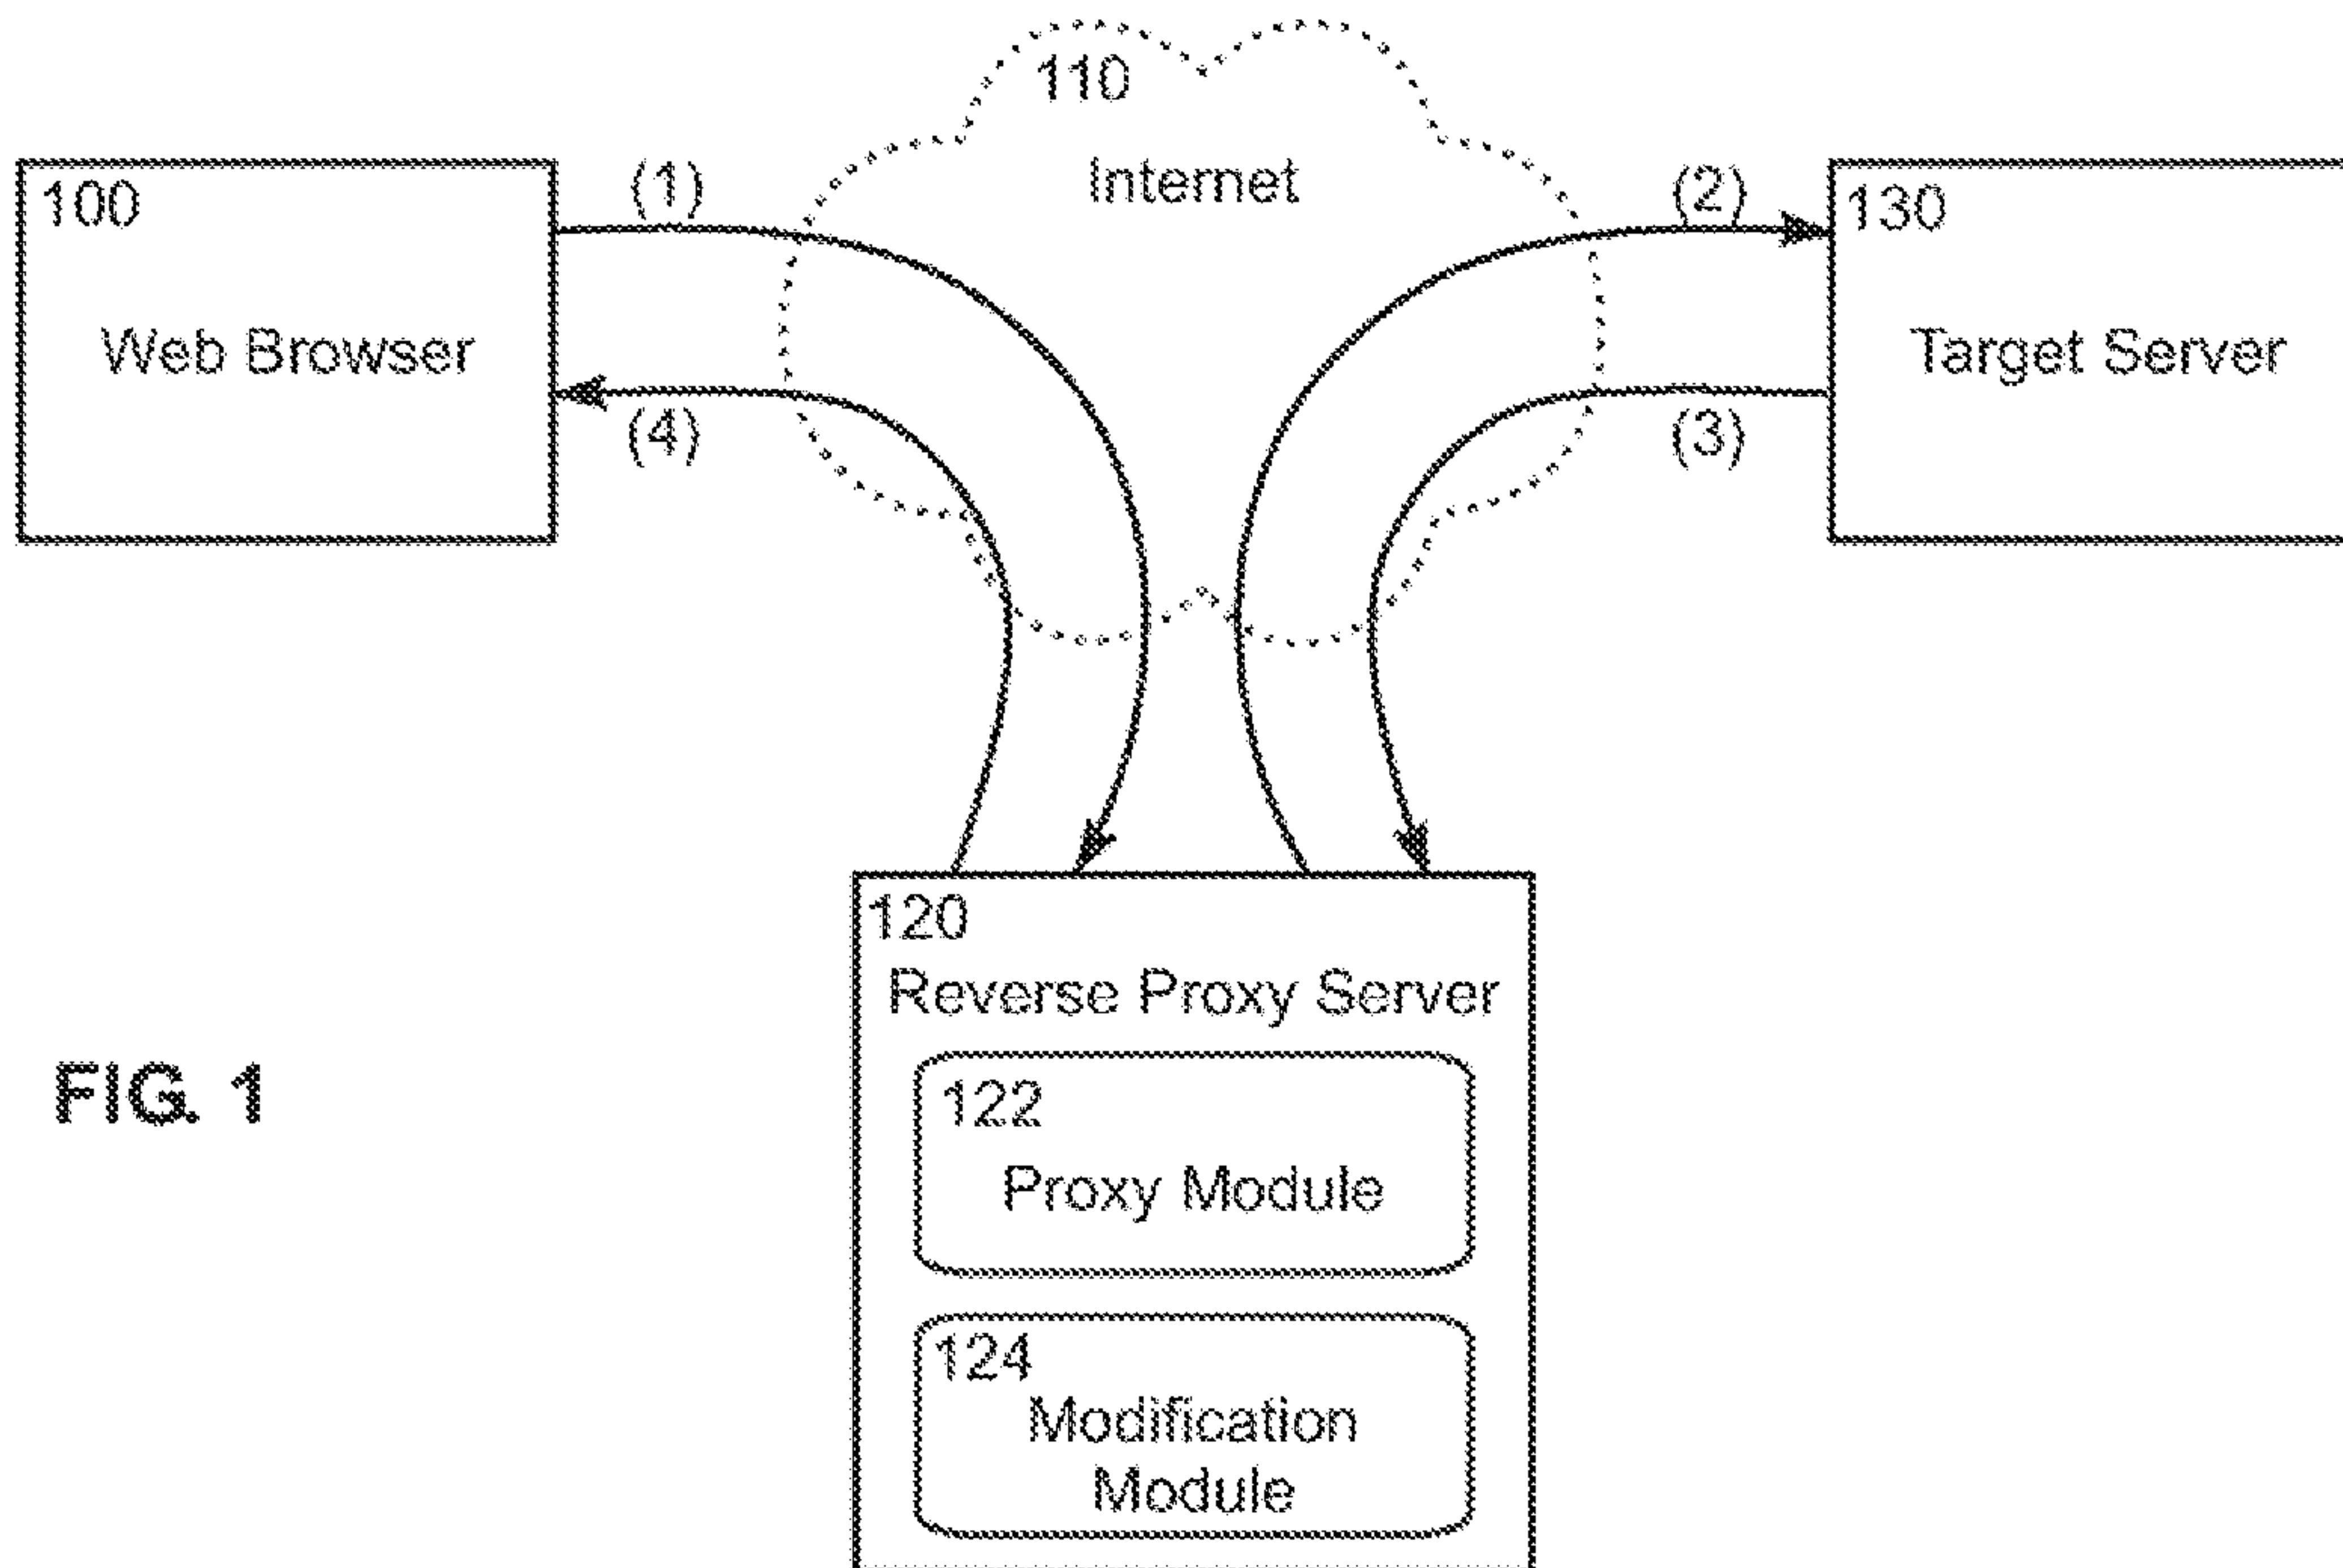 110
Internet
100
(1)
(2)
130
Web Browser
Target Server
(4)
(3)
120
Reverse Proxy Server
FIG. 1
122
Proxy Module
124
Modification
Module